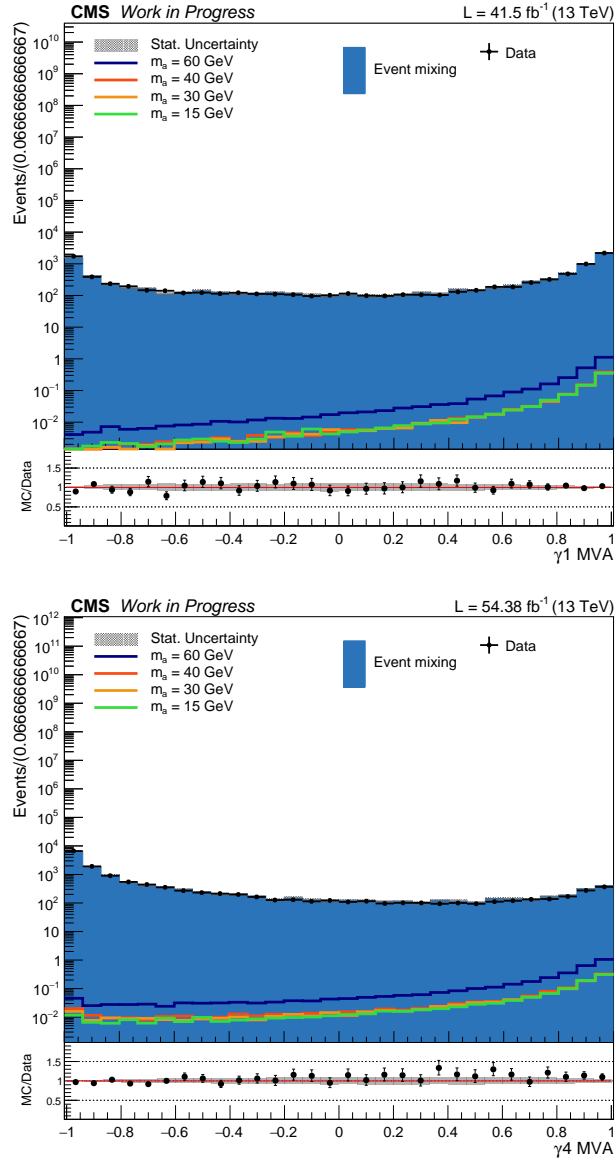 CMS Work in Progress L = 41.5 fb⁻¹ (13 TeV)
Events/(0.0666666666666667)
Stat. Uncertainty
mₐ = 60 GeV
mₐ = 40 GeV
mₐ = 30 GeV
mₐ = 15 GeV
Event mixing
Data
10¹⁰
10⁹
10⁸
10⁷
10⁶
10⁵
10⁴
10³
10²
10
1
10⁻¹
10⁻²
MC/Data
1.5
1
0.5
−1 −0.8 −0.6 −0.4 −0.2 0 0.2 0.4 0.6 0.8 1
γ1 MVA
CMS Work in Progress L = 54.38 fb⁻¹ (13 TeV)
Events/(0.0666666666666667)
Stat. Uncertainty
mₐ = 60 GeV
mₐ = 40 GeV
mₐ = 30 GeV
mₐ = 15 GeV
Event mixing
Data
10¹²
10¹¹
10¹⁰
10⁹
10⁸
10⁷
10⁶
10⁵
10⁴
10³
10²
10
1
10⁻¹
10⁻²
MC/Data
1.5
1
0.5
−1 −0.8 −0.6 −0.4 −0.2 0 0.2 0.4 0.6 0.8 1
γ4 MVA